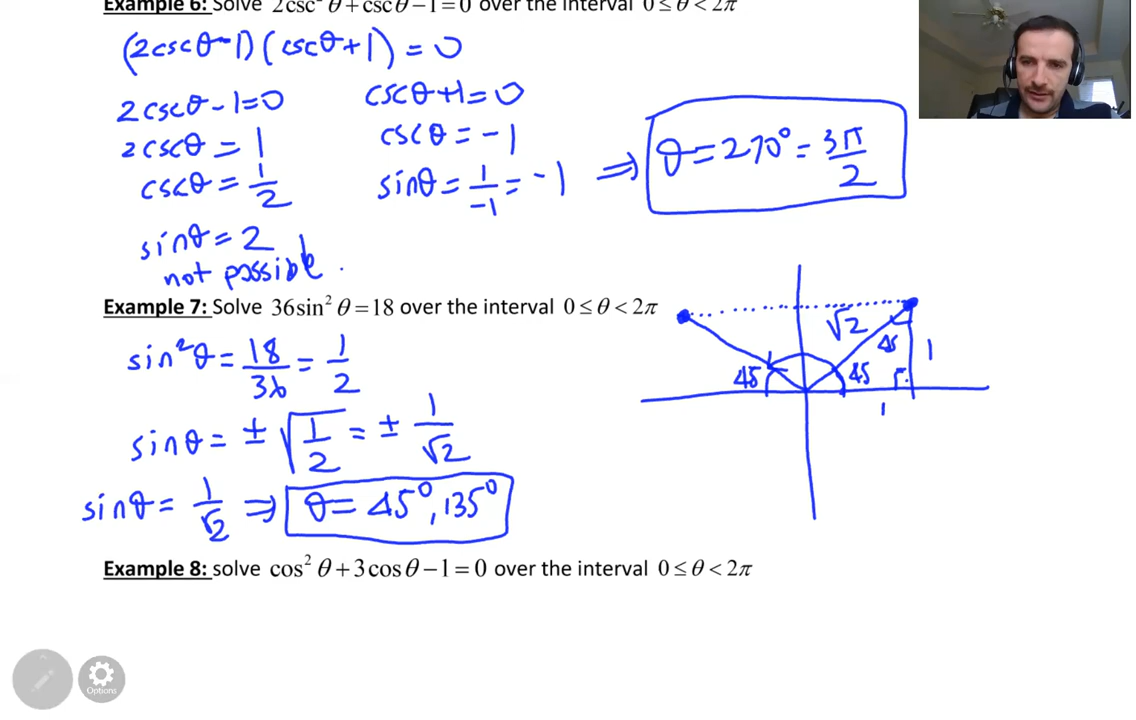 Example 6: Solve 2csc² θ + csc θ − 1 = 0 over the interval 0 ≤ θ < 2π
(2cscθ − 1)(cscθ + 1) = 0
2cscθ − 1 = 0
cscθ + 1 = 0
2cscθ = 1
cscθ = −1
cscθ = 1/2
sinθ = 1/−1 = −1 ⇒ θ = 270° = 3π/2
sinθ = 2
not possible.
Example 7: Solve 36sin² θ = 18 over the interval 0 ≤ θ < 2π
sin²θ = 18/36 = 1/2
sinθ = ± √(1/2) = ± 1/√2
sinθ = 1/√2 ⇒ θ = 45°, 135°
√2
45
1
45
45
1
Example 8: solve cos² θ + 3cos θ − 1 = 0 over the interval 0 ≤ θ < 2π
Options